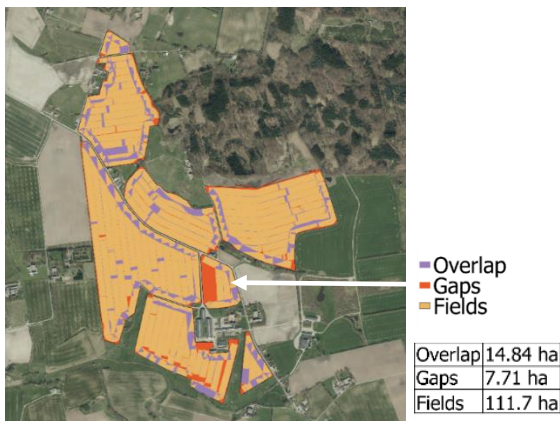 Overlap
Gaps
Fields
Overlap 14.84 ha
Gaps 7.71 ha
Fields 111.7 ha